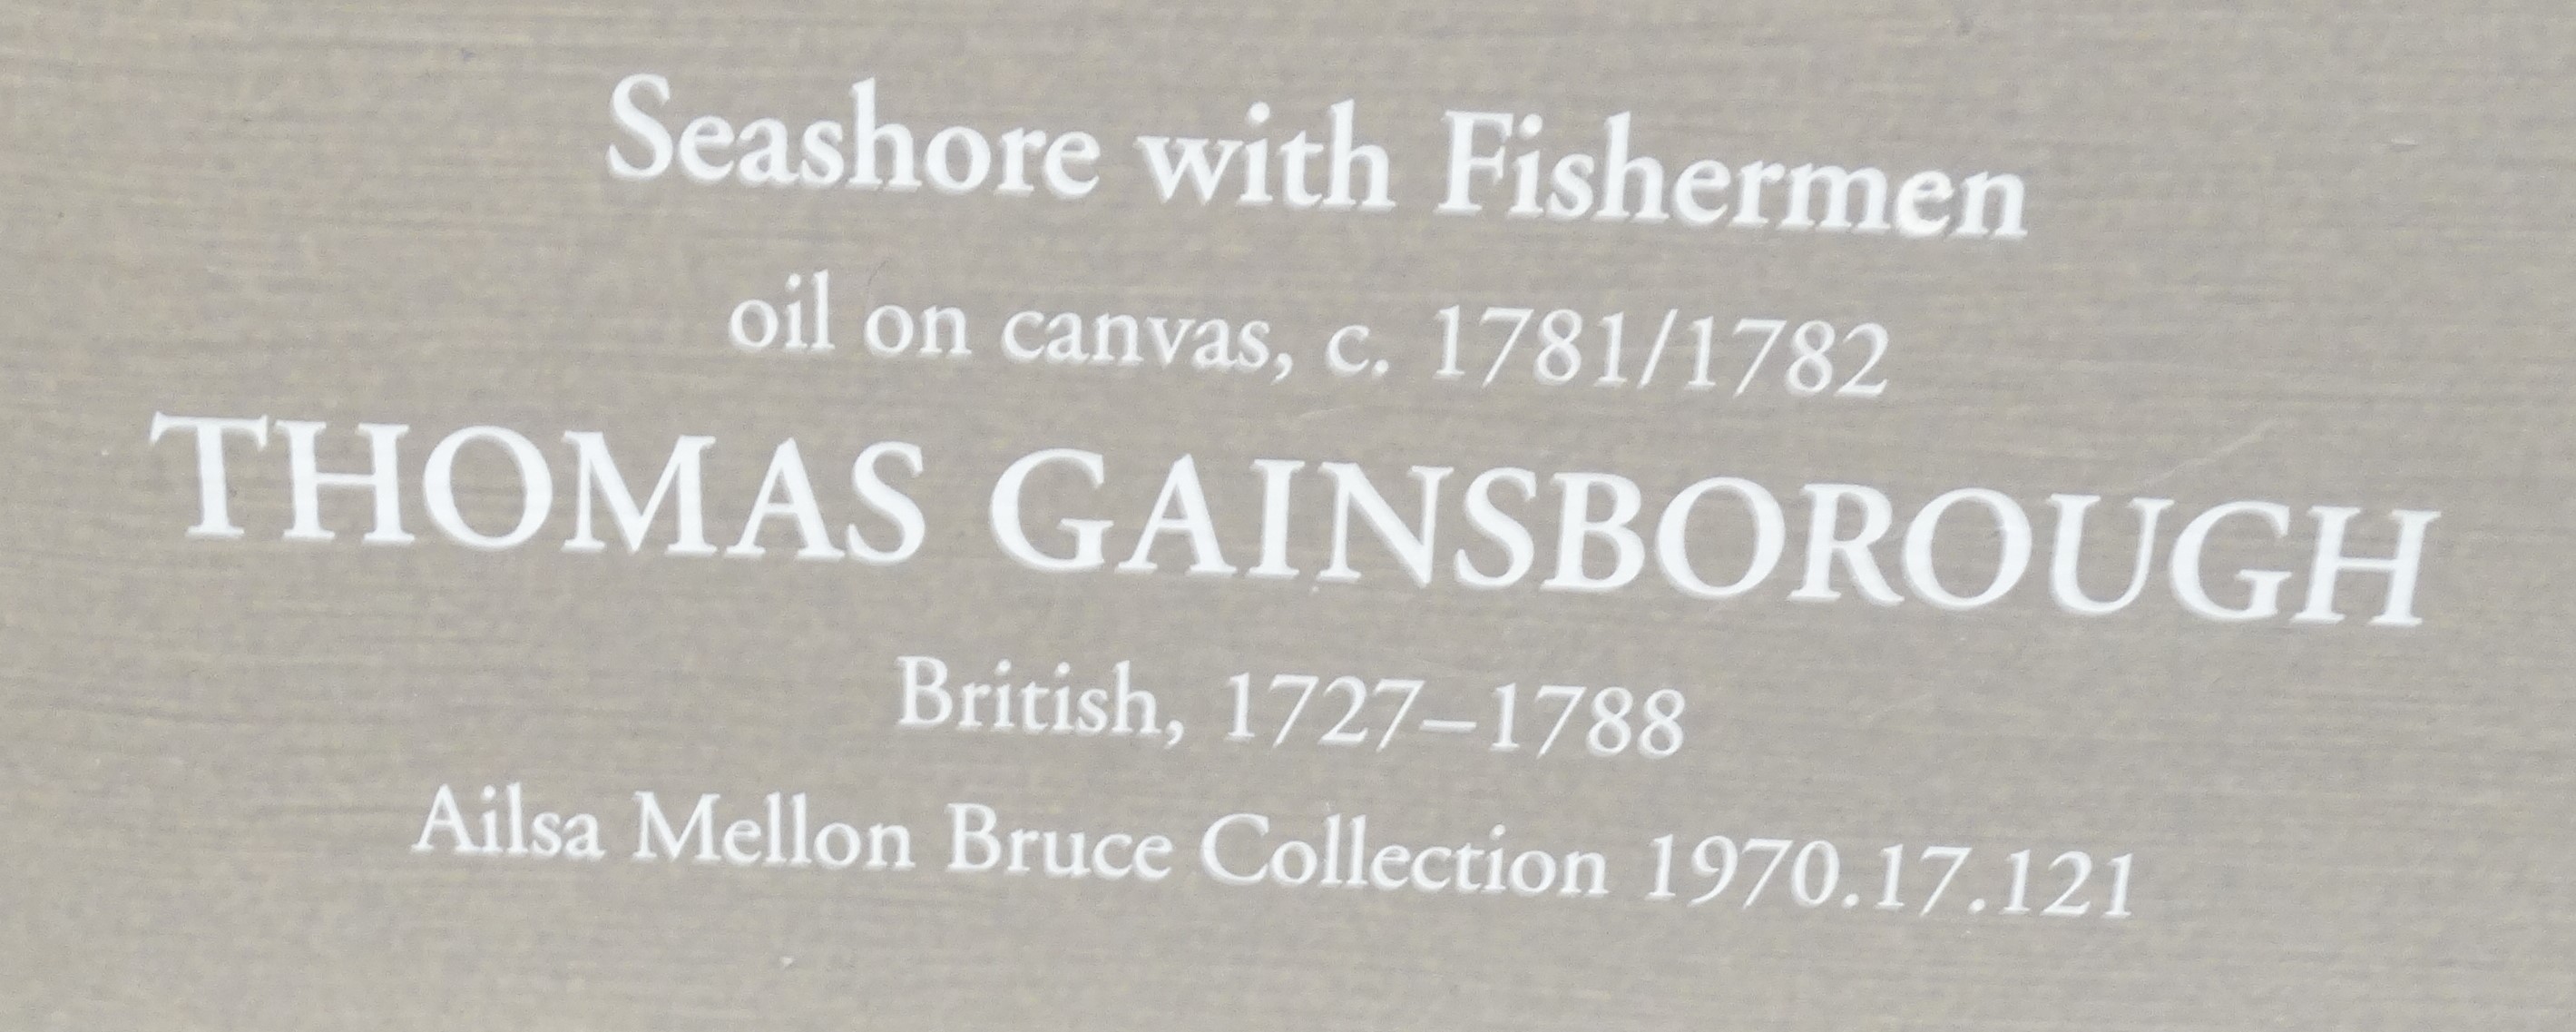 Seashore with Fishermen
oil on canvas, c. 1781/1782
THOMAS GAINSBOROUGH
British, 1727–1788
Ailsa Mellon Bruce Collection 1970.17.121